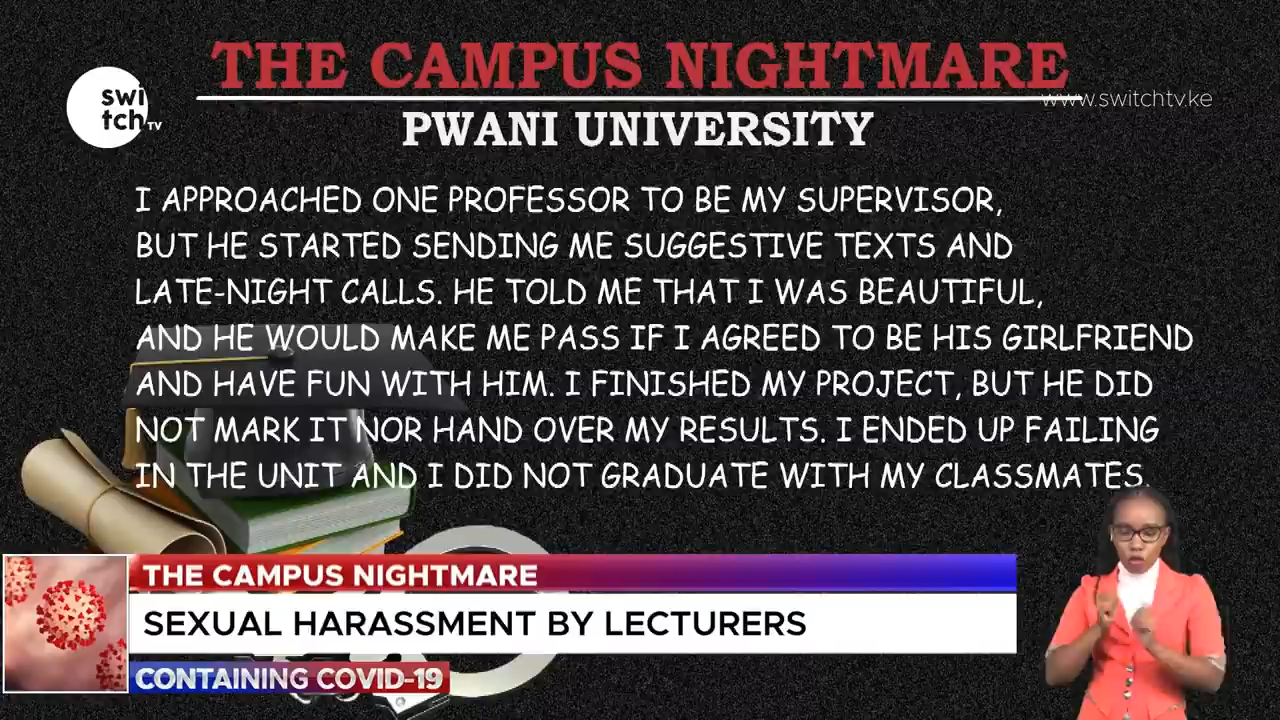 THE CAMPUS NIGHTMARE
swi
tch TV
www.switchtv.ke
PWANI UNIVERSITY
I APPROACHED ONE PROFESSOR TO BE MY SUPERVISOR,
BUT HE STARTED SENDING ME SUGGESTIVE TEXTS AND
LATE-NIGHT CALLS. HE TOLD ME THAT I WAS BEAUTIFUL,
AND HE WOULD MAKE ME PASS IF I AGREED TO BE HIS GIRLFRIEND
AND HAVE FUN WITH HIM. I FINISHED MY PROJECT, BUT HE DID
NOT MARK IT NOR HAND OVER MY RESULTS. I ENDED UP FAILING
IN THE UNIT AND I DID NOT GRADUATE WITH MY CLASSMATES.
THE CAMPUS NIGHTMARE
SEXUAL HARASSMENT BY LECTURERS
CONTAINING COVID-19